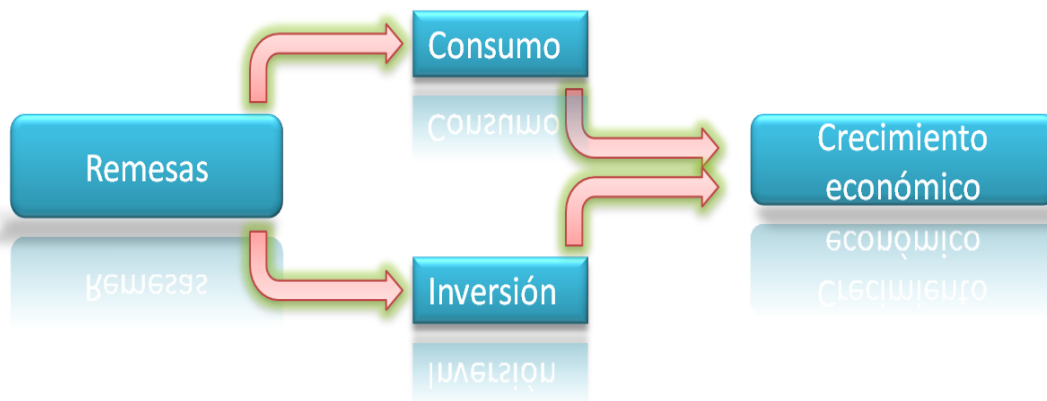 Consumo
Remesas
Crecimiento
económico
Inversión